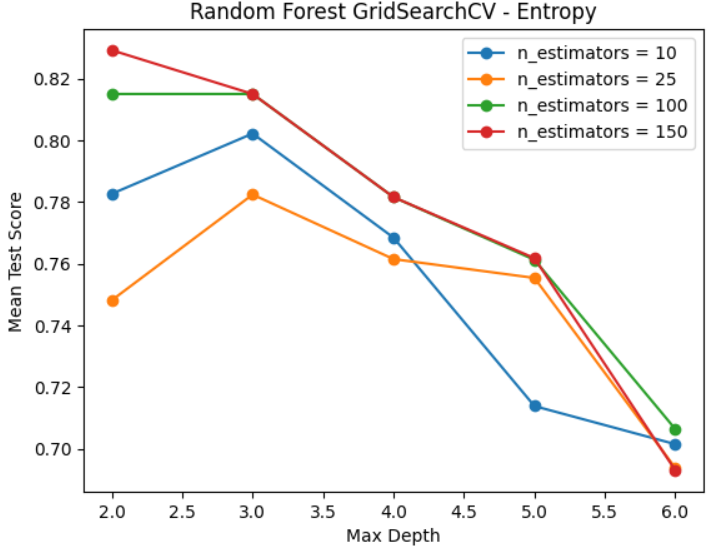 Random Forest GridSearchCV - Entropy
n_estimators = 10
n_estimators = 25
n_estimators = 100
n_estimators = 150
Mean Test Score
0.82
0.80
0.78
0.76
0.74
0.72
0.70
2.0 2.5 3.0 3.5 4.0 4.5 5.0 5.5 6.0
Max Depth